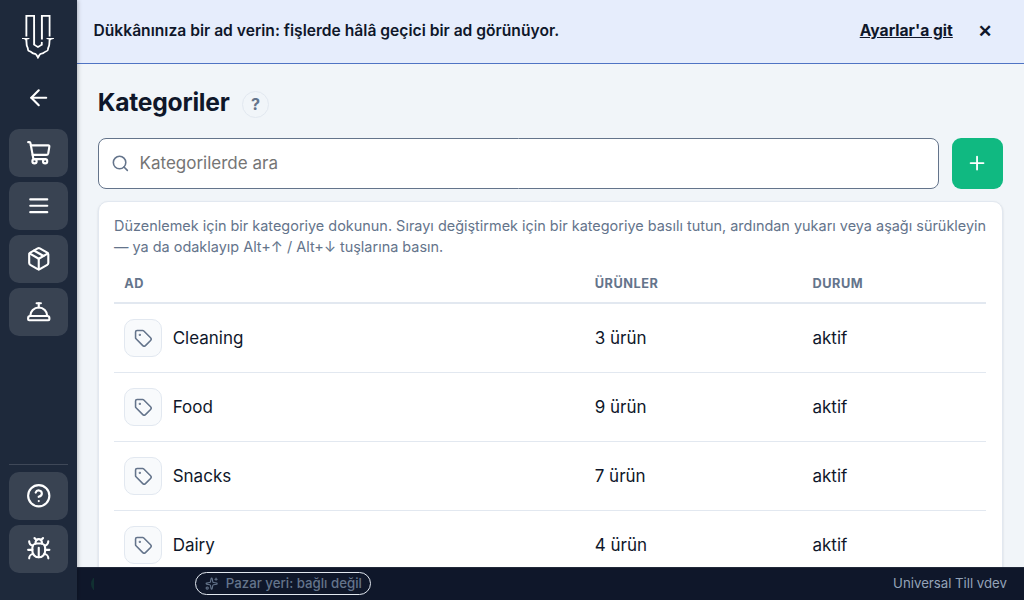 Dükkânınıza bir ad verin: fişlerde hâlâ geçici bir ad görünüyor.
Ayarlar'a git
Kategoriler
?
Kategorilerde ara
Düzenlemek için bir kategoriye dokunun. Sırayı değiştirmek için bir kategoriye basılı tutun, ardından yukarı veya aşağı sürükleyin
— ya da odaklayıp Alt+↑ / Alt+↓ tuşlarına basın.
AD ÜRÜNLER DURUM
Cleaning 3 ürün aktif
Food 9 ürün aktif
Snacks 7 ürün aktif
Dairy 4 ürün aktif
Pazar yeri: bağlı değil
Universal Till vdev